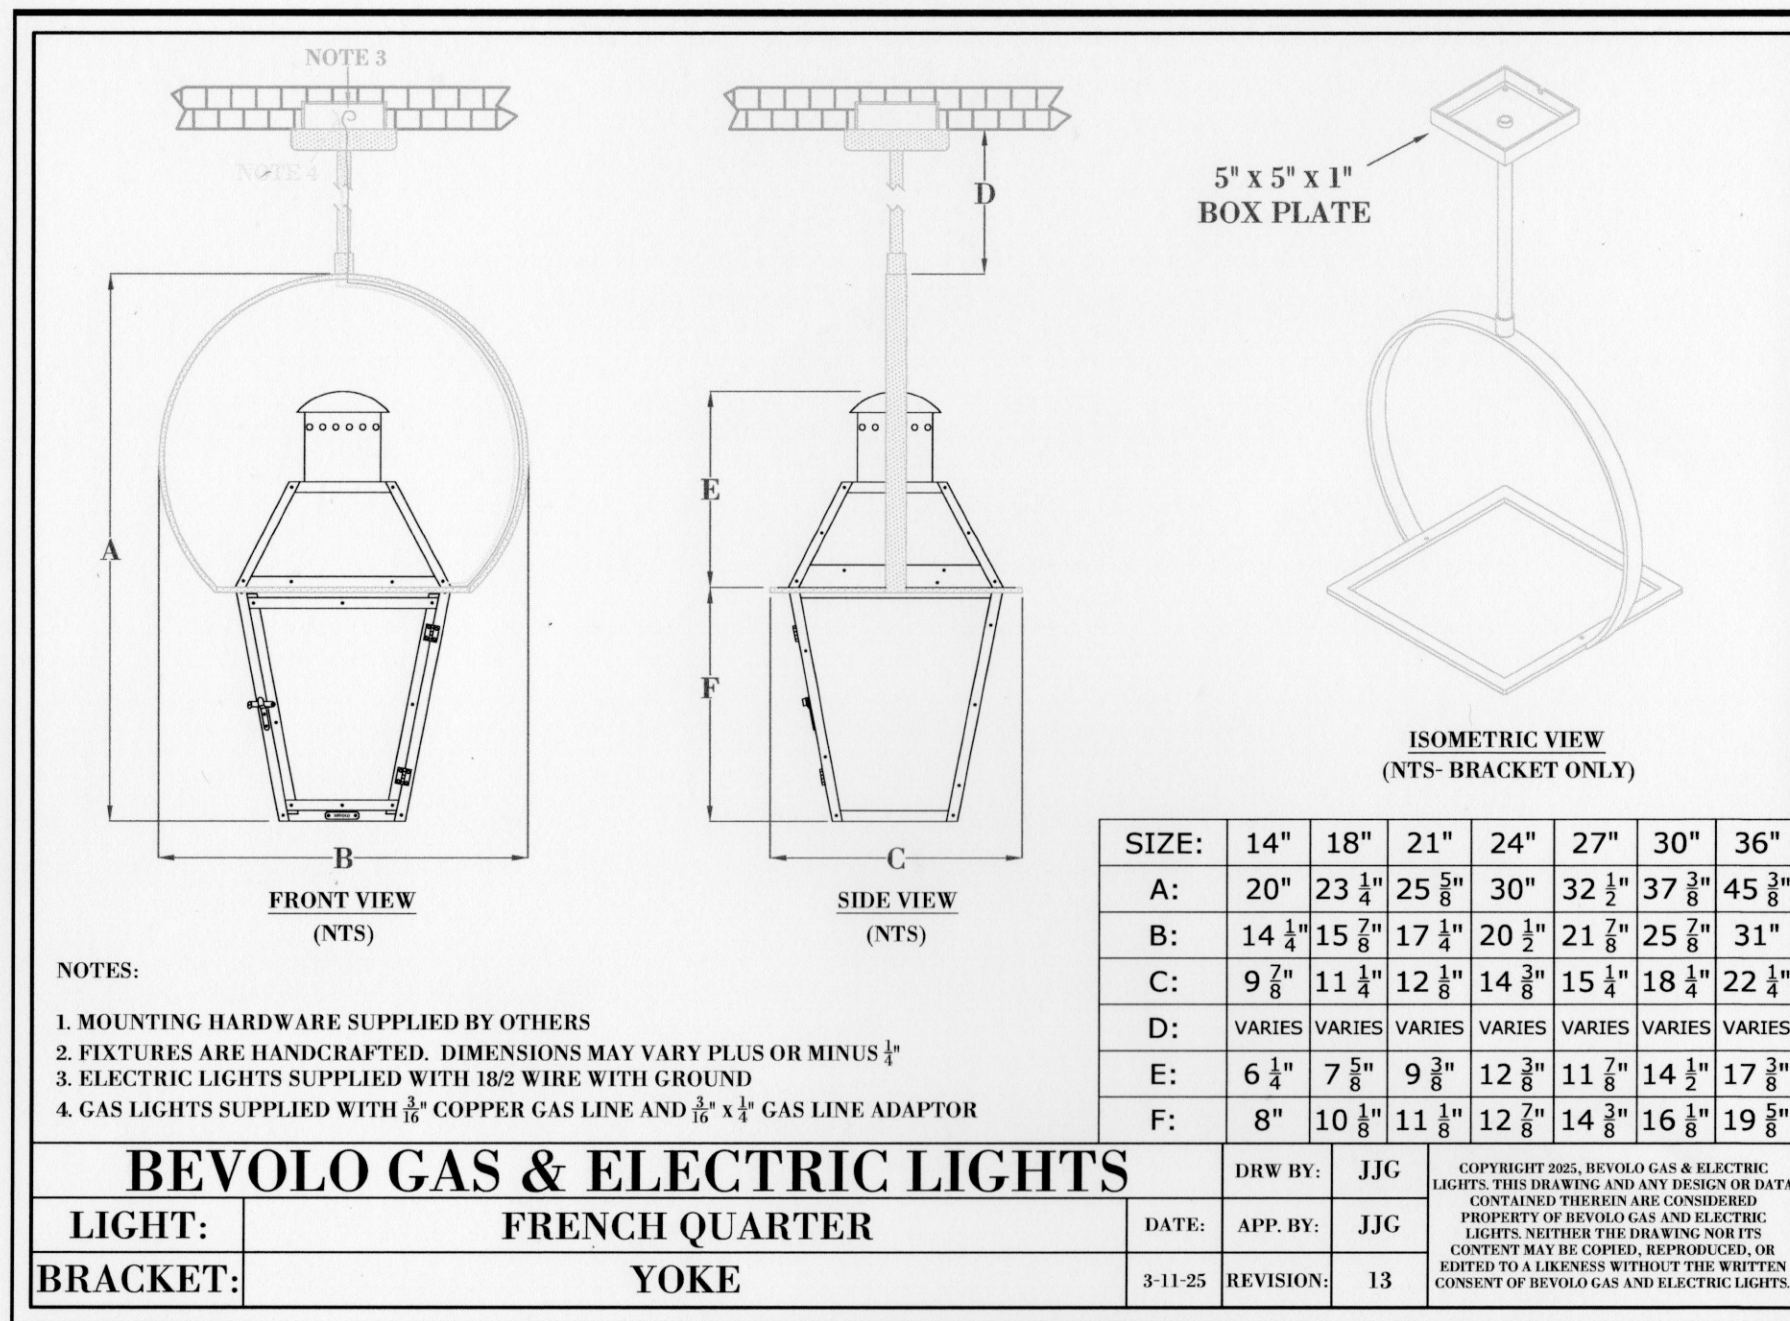 NOTE 3
NOTE 4
A
B
FRONT VIEW
(NTS)
D
E
F
C
SIDE VIEW
(NTS)
5" X 5" X 1"
BOX PLATE
ISOMETRIC VIEW
(NTS- BRACKET ONLY)
SIZE: 14" 18" 21" 24" 27" 30" 36"
A: 20" 23 1/4" 25 5/8" 30" 32 1/2" 37 3/8" 45 3/8"
B: 14 1/4" 15 7/8" 17 1/4" 20 1/2" 21 7/8" 25 7/8" 31"
C: 9 7/8" 11 1/4" 12 1/8" 14 3/8" 15 1/4" 18 1/4" 22 1/4"
D: VARIES VARIES VARIES VARIES VARIES VARIES VARIES
E: 6 1/4" 7 5/8" 9 3/8" 12 3/8" 11 7/8" 14 1/2" 17 3/8"
F: 8" 10 1/8" 11 1/8" 12 7/8" 14 3/8" 16 1/8" 19 5/8"
NOTES:
1. MOUNTING HARDWARE SUPPLIED BY OTHERS
2. FIXTURES ARE HANDCRAFTED. DIMENSIONS MAY VARY PLUS OR MINUS 1/4"
3. ELECTRIC LIGHTS SUPPLIED WITH 18/2 WIRE WITH GROUND
4. GAS LIGHTS SUPPLIED WITH 3/16" COPPER GAS LINE AND 3/16" X 1/4" GAS LINE ADAPTOR
BEVOLO GAS & ELECTRIC LIGHTS
LIGHT: FRENCH QUARTER
BRACKET: YOKE
DATE:
3-11-25
DRW BY: JJG
APP. BY: JJG
REVISION: 13
COPYRIGHT 2025, BEVOLO GAS & ELECTRIC
LIGHTS. THIS DRAWING AND ANY DESIGN OR DATA
CONTAINED THEREIN ARE CONSIDERED
PROPERTY OF BEVOLO GAS AND ELECTRIC
LIGHTS. NEITHER THE DRAWING NOR ITS
CONTENT MAY BE COPIED, REPRODUCED, OR
EDITED TO A LIKENESS WITHOUT THE WRITTEN
CONSENT OF BEVOLO GAS AND ELECTRIC LIGHTS.